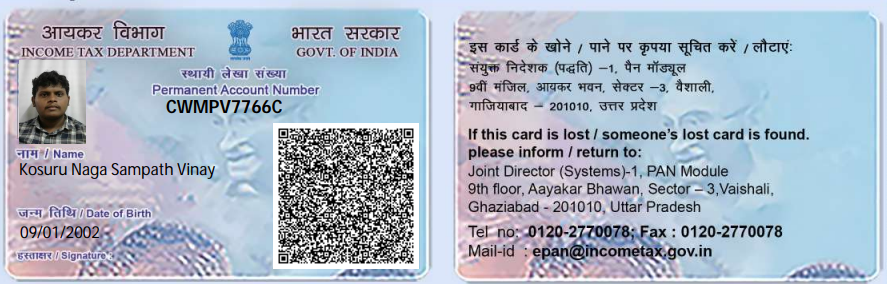 आयकर विभाग
INCOME TAX DEPARTMENT
भारत सरकार
GOVT. OF INDIA
स्थायी लेखा संख्या
Permanent Account Number
CWMPV7766C
नाम / Name
Kosuru Naga Sampath Vinay
जन्म तिथि / Date of Birth
09/01/2002
हस्ताक्षर / Signature :
इस कार्ड के खोने / पाने पर कृपया सूचित करें / लौटाएं:
संयुक्त निदेशक (पद्धति) –1, पैन मॉड्यूल
9वीं मंजिल, आयकर भवन, सेक्टर –3, वैशाली,
गाजियाबाद – 201010, उत्तर प्रदेश
If this card is lost / someone's lost card is found.
please inform / return to:
Joint Director (Systems)-1, PAN Module
9th floor, Aayakar Bhawan, Sector – 3,Vaishali,
Ghaziabad - 201010, Uttar Pradesh
Tel no: 0120-2770078; Fax : 0120-2770078
Mail-id : epan@incometax.gov.in